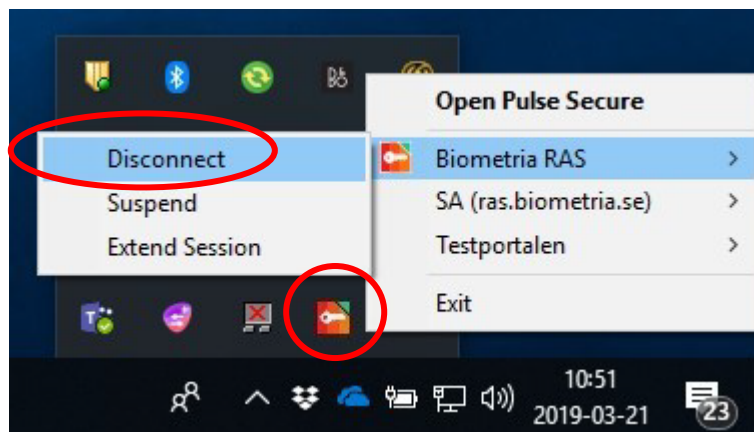 Open Pulse Secure
Disconnect
Biometria RAS
Suspend
SA (ras.biometria.se)
Extend Session
Testportalen
Exit
10:51
2019-03-21
23